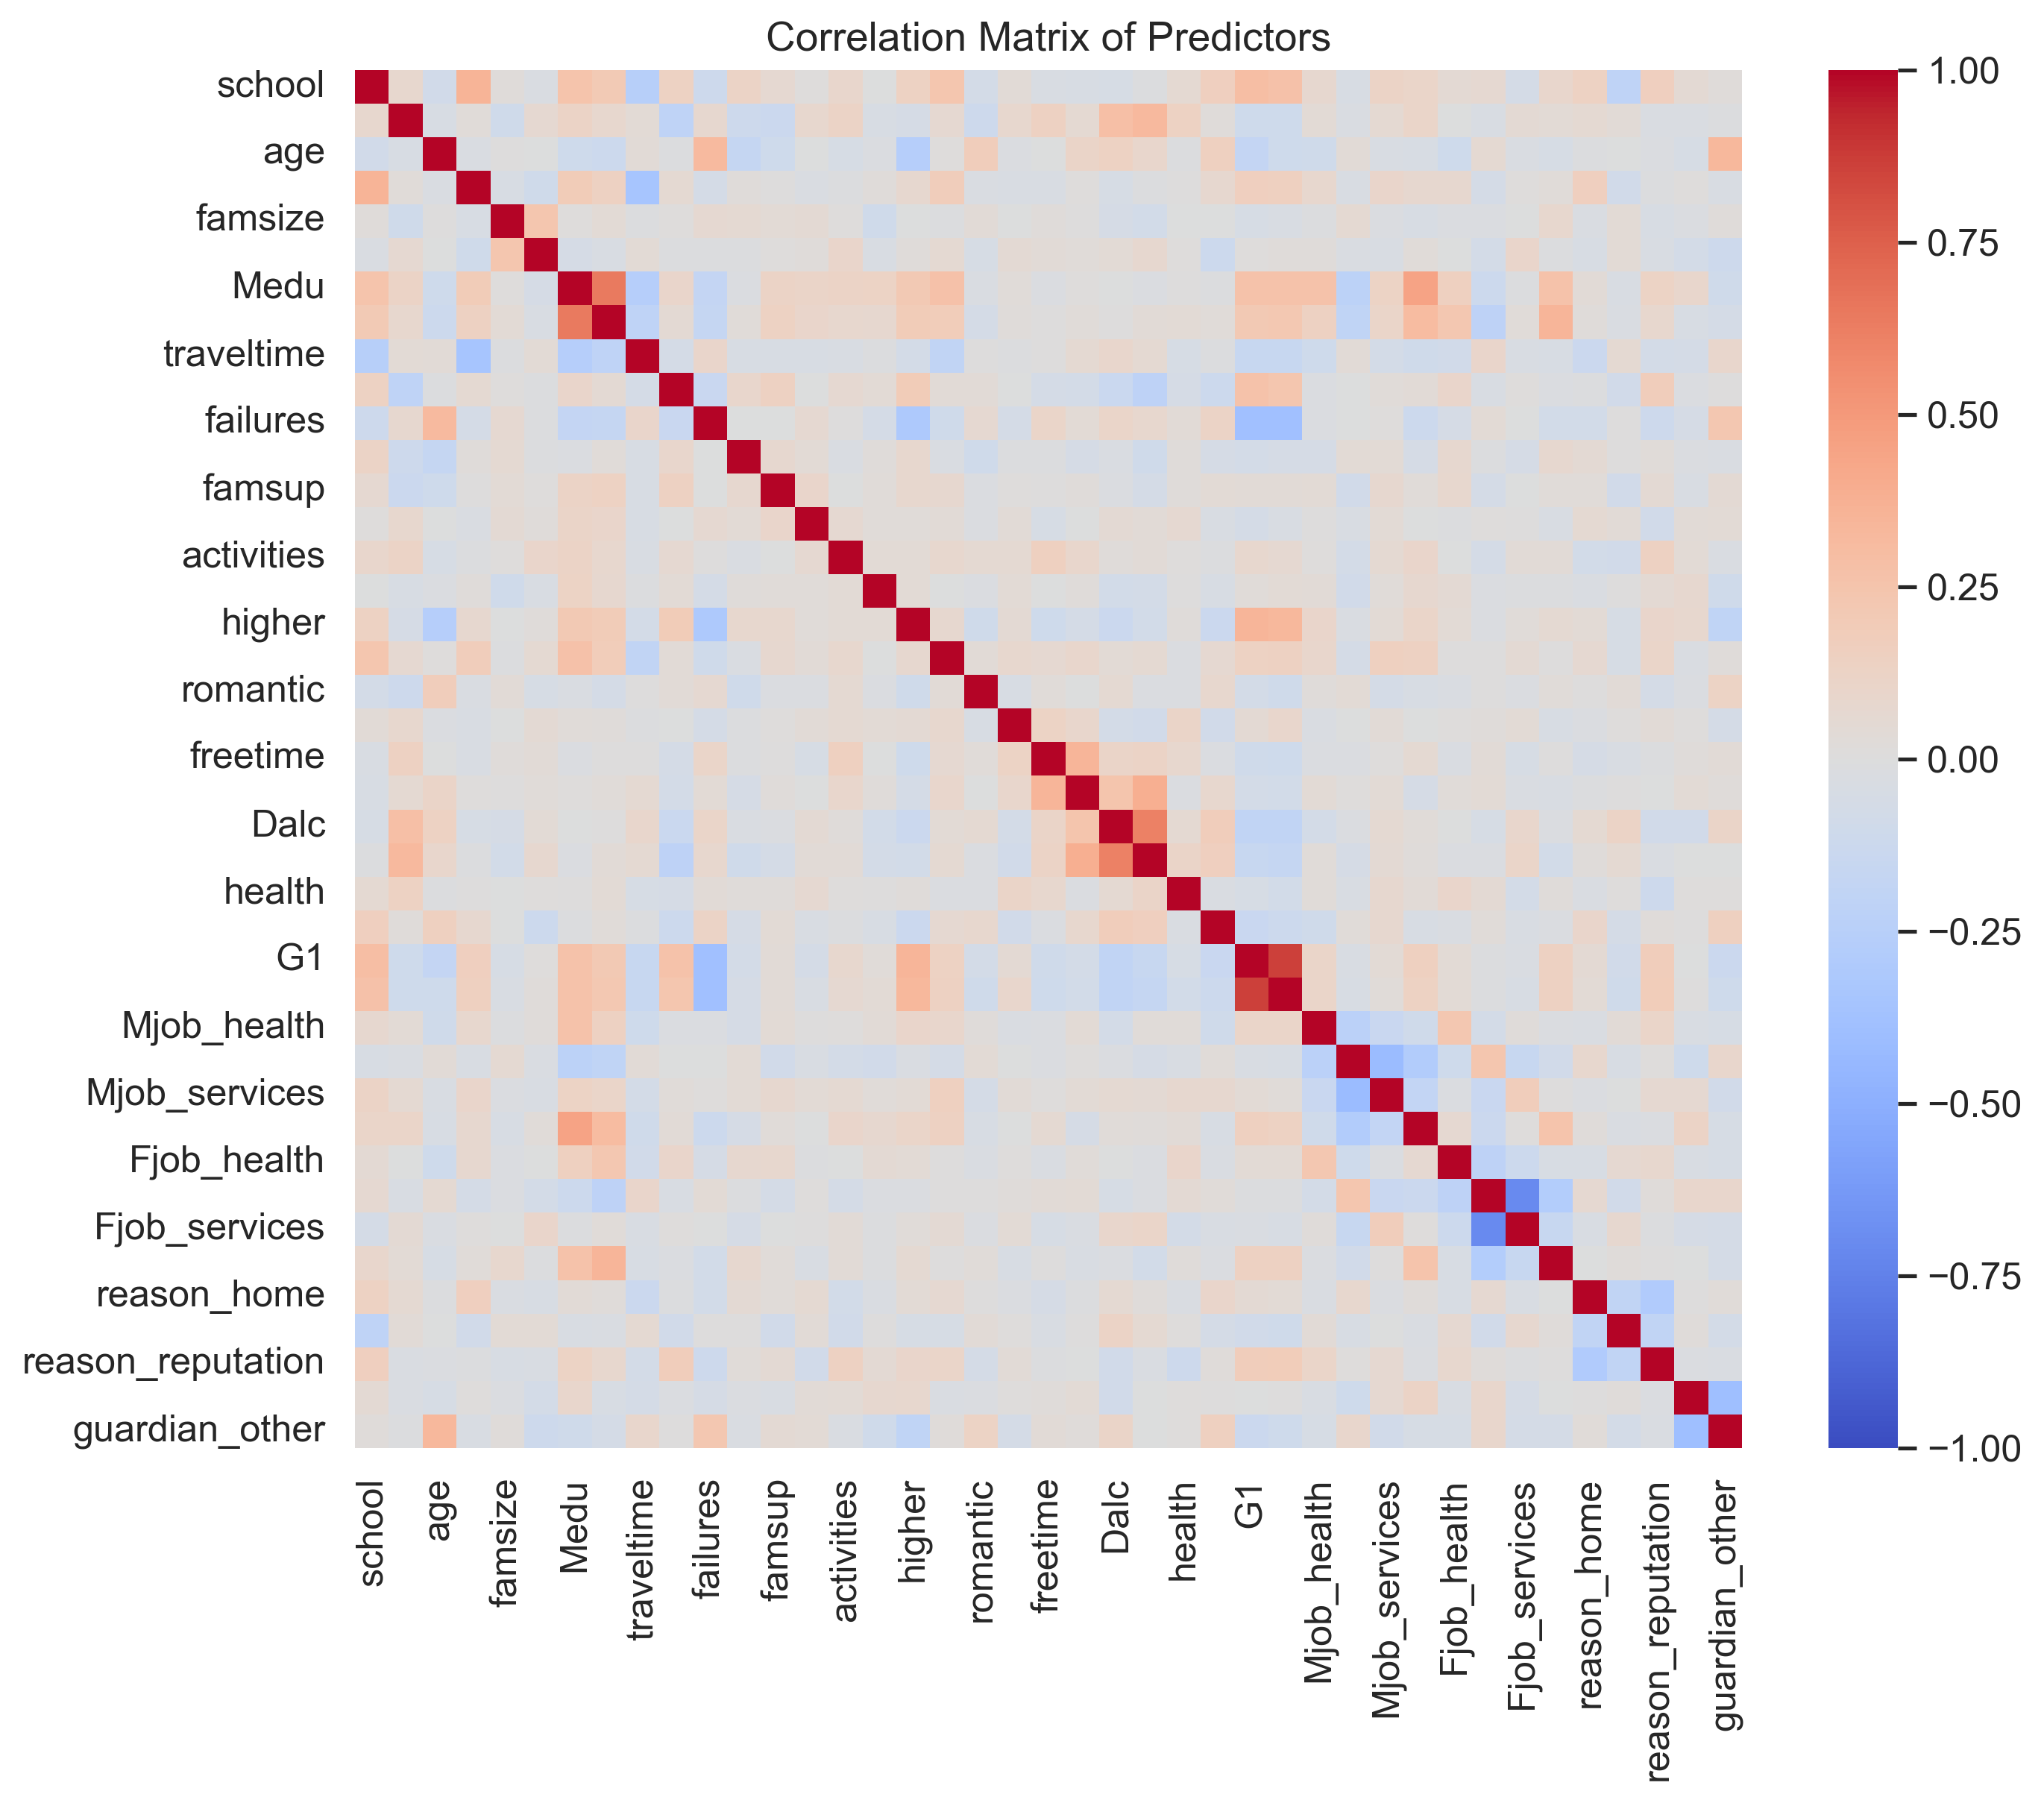 Correlation Matrix of Predictors
school
age
famsize
Medu
traveltime
failures
famsup
activities
higher
romantic
freetime
Dalc
health
G1
Mjob_health
Mjob_services
Fjob_health
Fjob_services
reason_home
reason_reputation
guardian_other
school
age
famsize
Medu
traveltime
failures
famsup
activities
higher
romantic
freetime
Dalc
health
G1
Mjob_health
Mjob_services
Fjob_health
Fjob_services
reason_home
reason_reputation
guardian_other
1.00
0.75
0.50
0.25
0.00
−0.25
−0.50
−0.75
−1.00